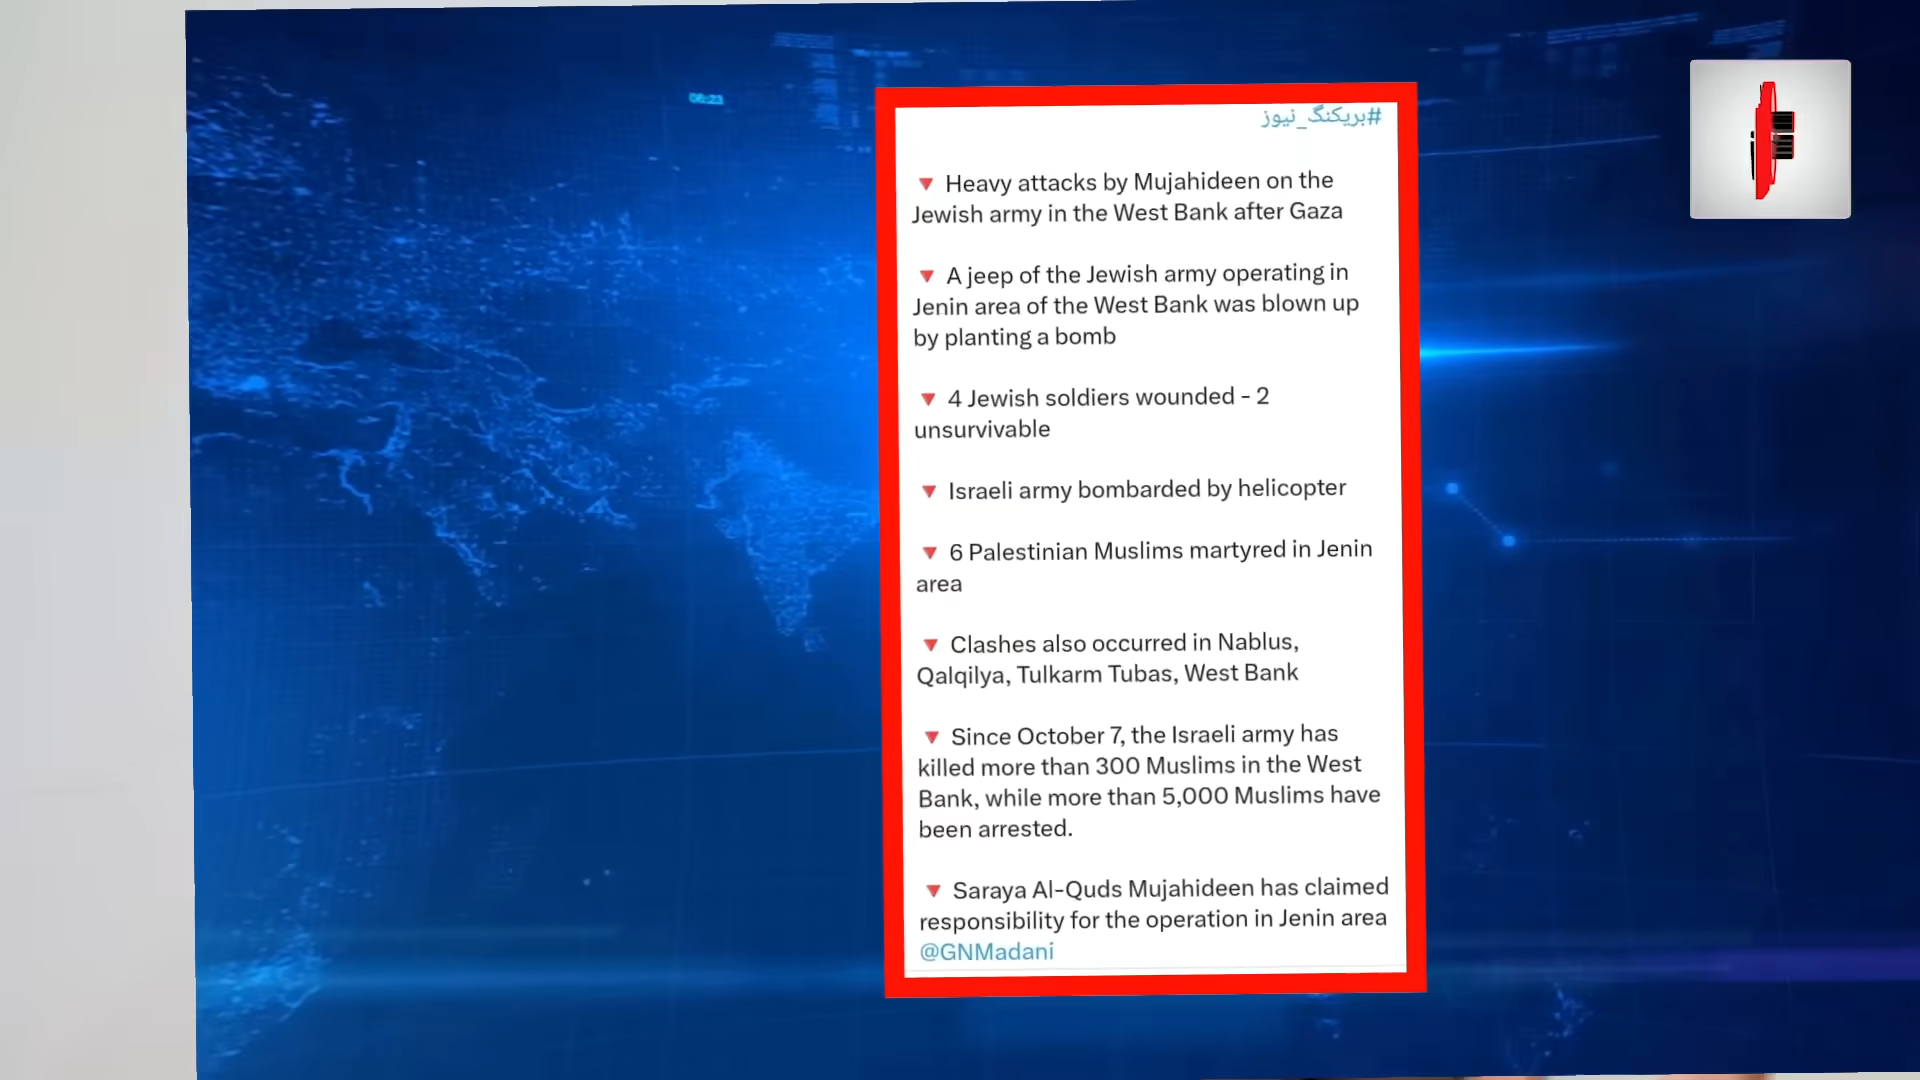 #بریکنگ_نیوز
🔻 Heavy attacks by Mujahideen on the
Jewish army in the West Bank after Gaza
🔻 A jeep of the Jewish army operating in
Jenin area of the West Bank was blown up
by planting a bomb
🔻 4 Jewish soldiers wounded - 2
unsurvivable
🔻 Israeli army bombarded by helicopter
🔻 6 Palestinian Muslims martyred in Jenin
area
🔻 Clashes also occurred in Nablus,
Qalqilya, Tulkarm Tubas, West Bank
🔻 Since October 7, the Israeli army has
killed more than 300 Muslims in the West
Bank, while more than 5,000 Muslims have
been arrested.
🔻 Saraya Al-Quds Mujahideen has claimed
responsibility for the operation in Jenin area
@GNMadani